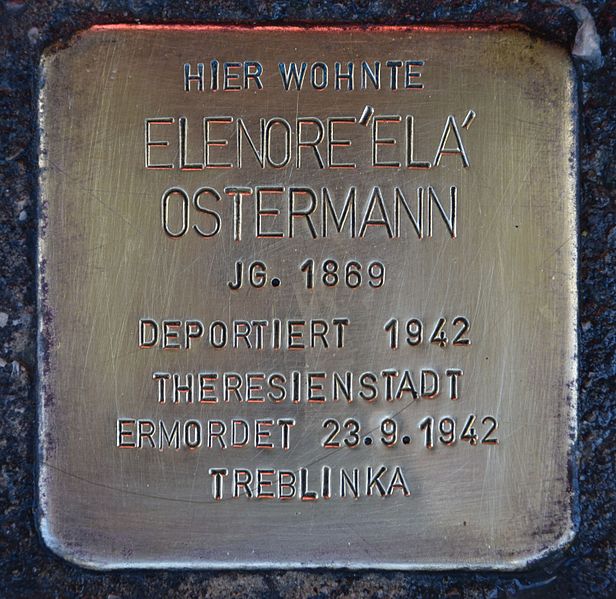 HIER WOHNTE
ELENORE 'ELA'
OSTERMANN
JG. 1869
DEPORTIERT 1942
THERESIENSTADT
ERMORDET 23.9.1942
TREBLINKA